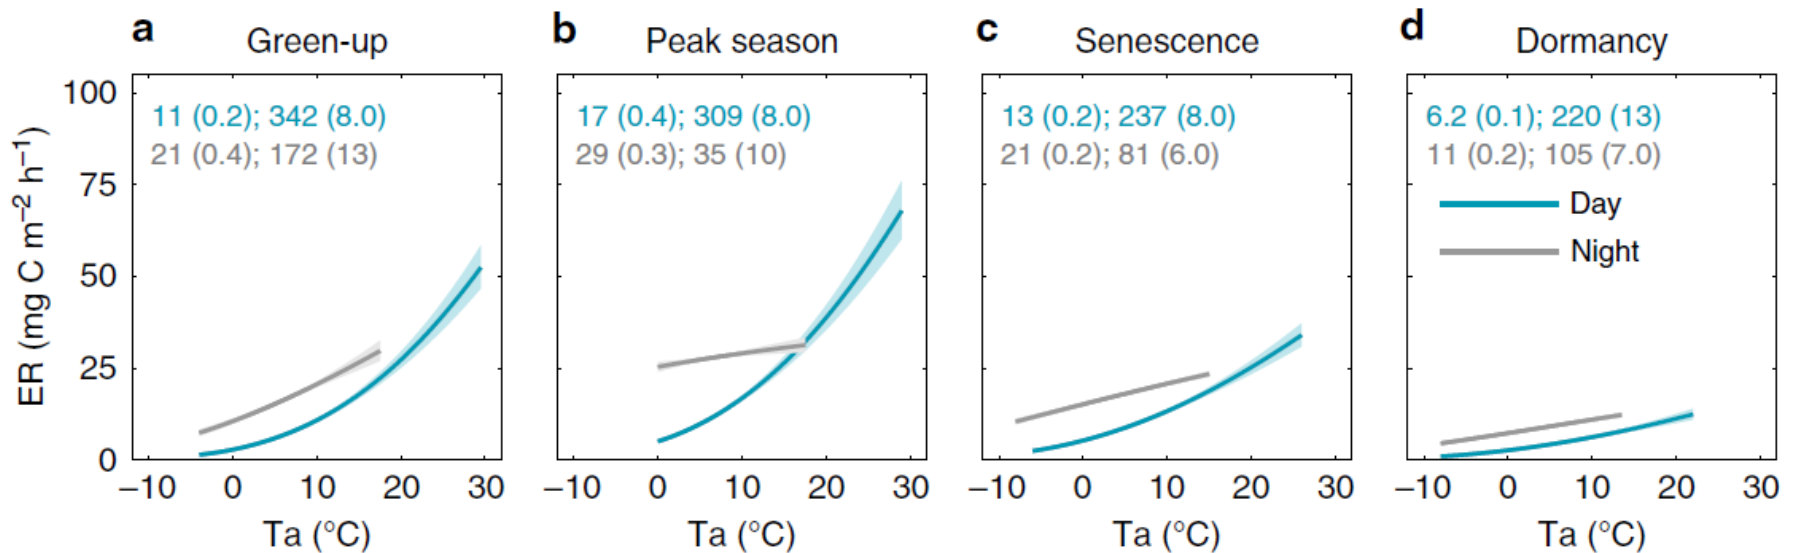 a Green-up
b Peak season
c Senescence
d Dormancy
ER (mg C m⁻² h⁻¹)
100
75
50
25
0
11 (0.2); 342 (8.0)
21 (0.4); 172 (13)
17 (0.4); 309 (8.0)
29 (0.3); 35 (10)
13 (0.2); 237 (8.0)
21 (0.2); 81 (6.0)
6.2 (0.1); 220 (13)
11 (0.2); 105 (7.0)
Day
Night
−10 0 10 20 30
−10 0 10 20 30
−10 0 10 20 30
−10 0 10 20 30
Ta (°C)
Ta (°C)
Ta (°C)
Ta (°C)